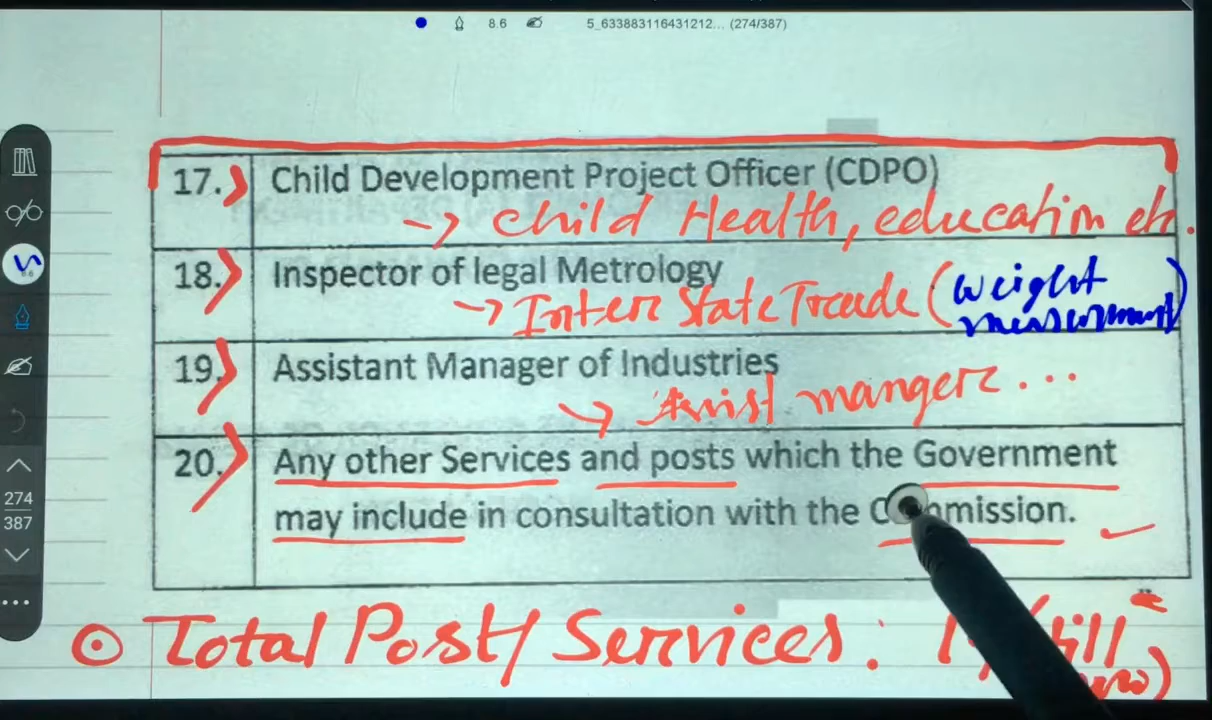 8.6 5_633883116431212... (274/387)
17. Child Development Project Officer (CDPO)
→ Child Health, education etc.
18. Inspector of legal Metrology
→ Inter State Trade (weight measurement)
19. Assistant Manager of Industries
→ Assist manger...
20. Any other Services and posts which the Government
may include in consultation with the Commission.
274
387
Total Post/Services: till